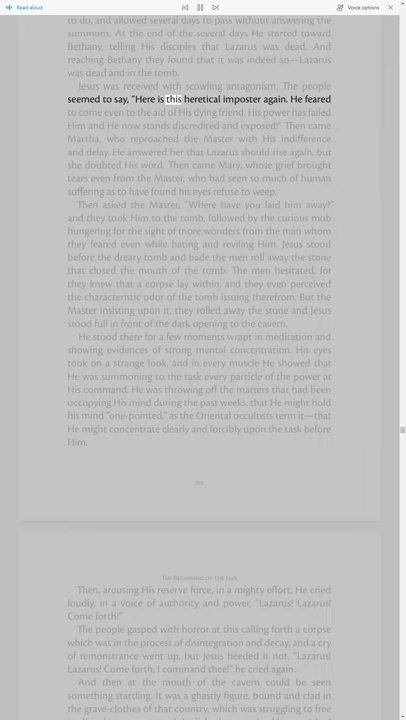 Read aloud
Voice options
to do, and allowed several days to pass without answering the
summons. At the end of the several days He started toward
Bethany, telling His disciples that Lazarus was dead. And
reaching Bethany they found that it was indeed so—Lazarus
was dead and in the tomb.
Jesus was received with scowling antagonism. The people
seemed to say, "Here is this heretical imposter again. He feared
to come even to the aid of His dying friend. His power has failed
Him and He now stands discredited and exposed!" Then came
Martha, who reproached the Master with His indifference
and delay. He answered her that Lazarus should rise again, but
she doubted His word. Then came Mary, whose grief brought
tears even from the Master, who had seen so much of human
suffering as to have found his eyes refuse to weep.
Then asked the Master, "Where have you laid him away?"
and they took Him to the tomb, followed by the curious mob
hungering for the sight of more wonders from the man whom
they feared even while hating and reviling Him. Jesus stood
before the dreary tomb and bade the men roll away the stone
that closed the mouth of the tomb. The men hesitated, for
they knew that a corpse lay within, and they even perceived
the characteristic odor of the tomb issuing therefrom. But the
Master insisting upon it, they rolled away the stone and Jesus
stood full in front of the dark opening to the cavern.
He stood there for a few moments wraps in meditation and
showing evidences of strong mental concentration. His eyes
took on a strange look, and in every muscle He showed that
He was summoning to the task every particle of the power at
His command. He was throwing off the matters that had been
occupying His mind during the past weeks, that He might hold
his mind "one-pointed," as the Oriental occultists term it—that
He might concentrate clearly and forcibly upon the task before
Him.
The Beginning of the End
Then, arousing His reserve force, in a mighty effort, He cried
loudly, in a voice of authority and power, "Lazarus! Lazarus!
Come forth!"
The people gasped with horror at this calling forth a corpse
which was in the process of disintegration and decay, and a cry
of remonstrance went up, but Jesus heeded it not. "Lazarus!
Lazarus! Come forth, I command thee!" he cried again.
And then at the mouth of the cavern could be seen
something startling. It was a ghastly figure, bound and clad in
the grave-clothes of that country, which was struggling to free